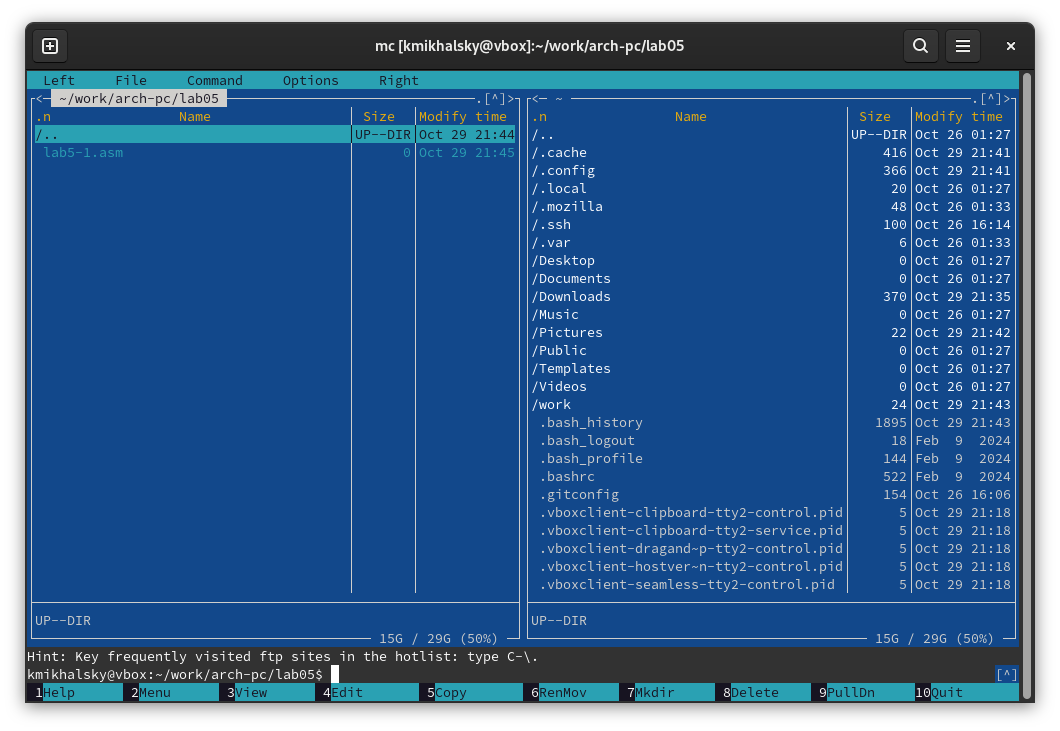 mc [kmikhalsky@vbox]:~/work/arch-pc/lab05
Left File Command Options Right
<─ ~/work/arch-pc/lab05 ─.[^]>
.n Name Size Modify time
/.. UP--DIR Oct 29 21:44
lab5-1.asm 0 Oct 29 21:45
UP--DIR
15G / 29G (50%)
<─ ~ ─.[^]>
.n Name Size Modify time
/.. UP--DIR Oct 26 01:27
/.cache 416 Oct 29 21:41
/.config 366 Oct 29 21:41
/.local 20 Oct 26 01:27
/.mozilla 48 Oct 26 01:33
/.ssh 100 Oct 26 16:14
/.var 6 Oct 26 01:33
/Desktop 0 Oct 26 01:27
/Documents 0 Oct 26 01:27
/Downloads 370 Oct 29 21:35
/Music 0 Oct 26 01:27
/Pictures 22 Oct 29 21:42
/Public 0 Oct 26 01:27
/Templates 0 Oct 26 01:27
/Videos 0 Oct 26 01:27
/work 24 Oct 29 21:43
.bash_history 1895 Oct 29 21:43
.bash_logout 18 Feb 9 2024
.bash_profile 144 Feb 9 2024
.bashrc 522 Feb 9 2024
.gitconfig 154 Oct 26 16:06
.vboxclient-clipboard-tty2-control.pid 5 Oct 29 21:18
.vboxclient-clipboard-tty2-service.pid 5 Oct 29 21:18
.vboxclient-dragand~p-tty2-control.pid 5 Oct 29 21:18
.vboxclient-hostver~n-tty2-control.pid 5 Oct 29 21:18
.vboxclient-seamless-tty2-control.pid 5 Oct 29 21:18
UP--DIR
15G / 29G (50%)
Hint: Key frequently visited ftp sites in the hotlist: type C-\.
kmikhalsky@vbox:~/work/arch-pc/lab05$ [^]
1Help 2Menu 3View 4Edit 5Copy 6RenMov 7Mkdir 8Delete 9PullDn 10Quit